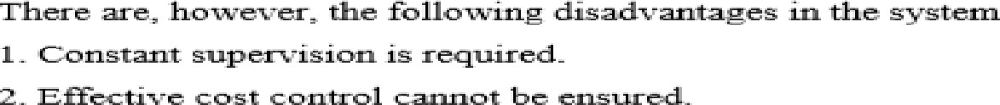 There are, however, the following disadvantages in the system
1. Constant supervision is required.
2. Effective cost control cannot be ensured.